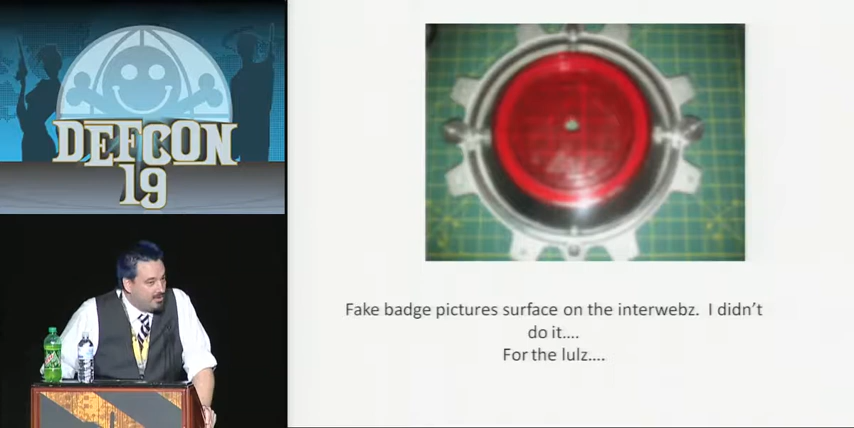 DEFCON
19
Fake badge pictures surface on the interwebz.  I didn't
do it....
For the lulz....